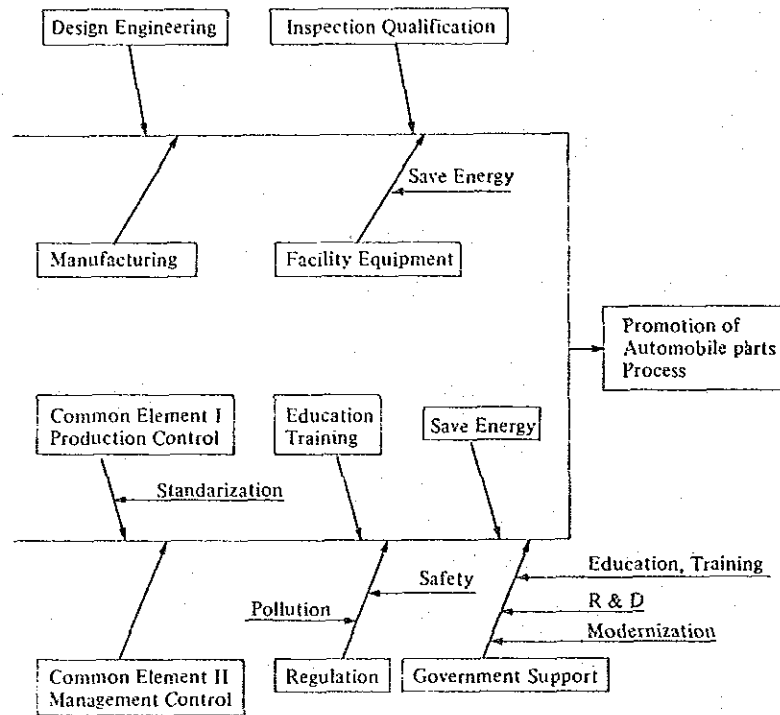 Design Engineering
Inspection Qualification
Save Energy
Manufacturing
Facility Equipment
Promotion of
Automobile parts
Process
Common Element I
Production Control
Education
Training
Save Energy
Standarization
Education, Training
Safety
Pollution
R & D
Modernization
Common Element II
Management Control
Regulation
Government Support